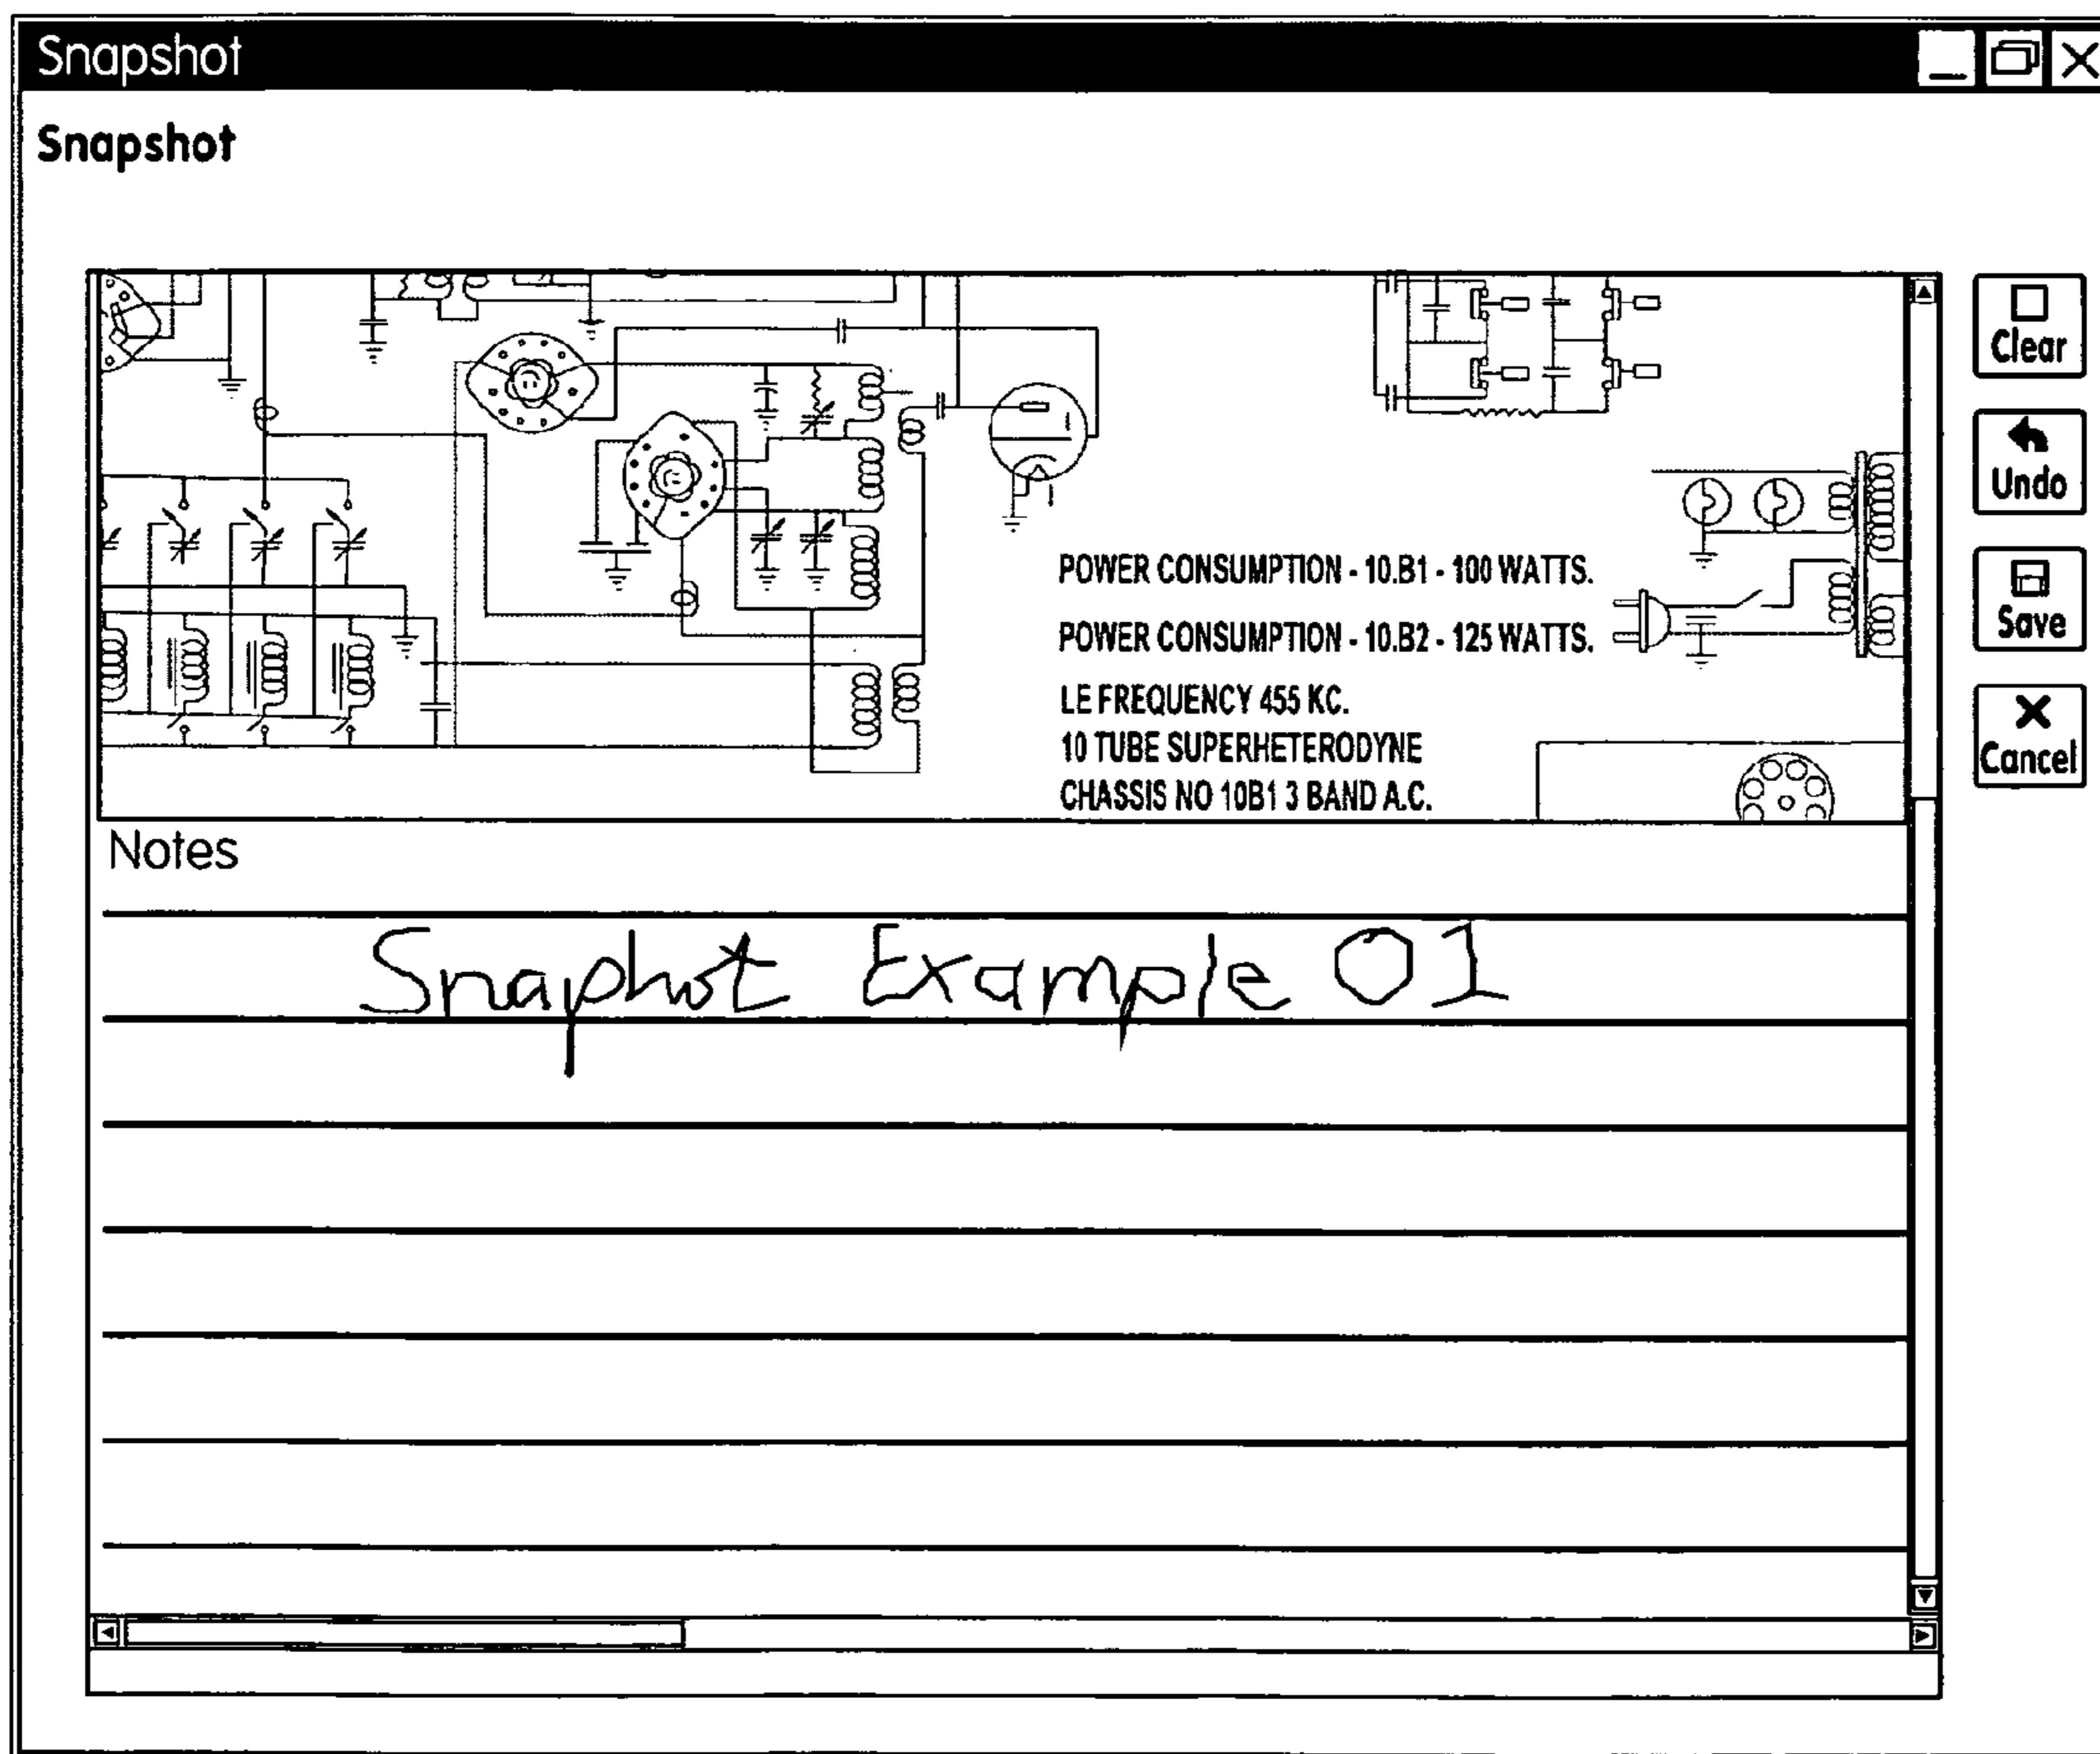 Snapshot
Snapshot
Clear
Undo
Save
Cancel
POWER CONSUMPTION - 10.B1 - 100 WATTS.
POWER CONSUMPTION - 10.B2 - 125 WATTS.
LE FREQUENCY 455 KC.
10 TUBE SUPERHETERODYNE
CHASSIS NO 10B1 3 BAND A.C.
Notes
Snaphot Example 01